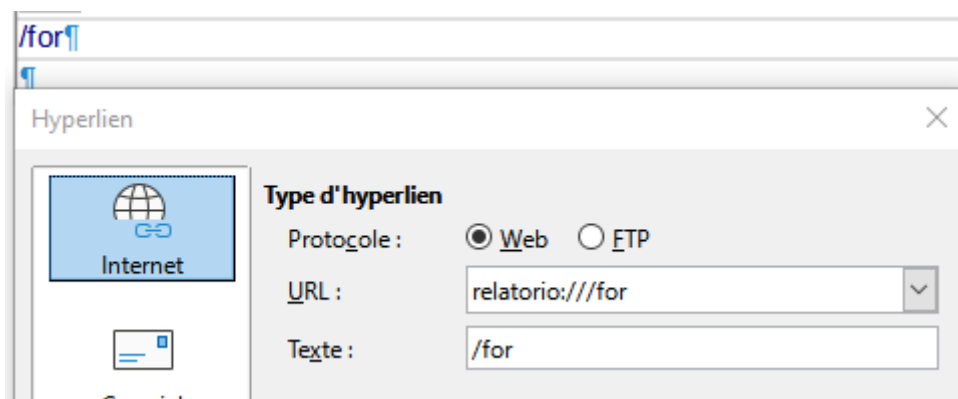 /for¶
¶
Hyperlien
Type d'hyperlien
Protocole : Web FTP
Internet
URL : relatorio:///for
Texte : /for